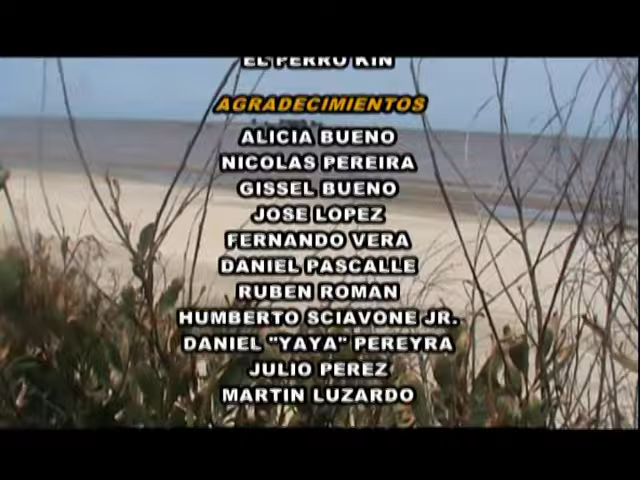 EL PERRO KIN
AGRADECIMIENTOS
ALICIA BUENO
NICOLAS PEREIRA
GISSEL BUENO
JOSE LOPEZ
FERNANDO VERA
DANIEL PASCALLE
RUBEN ROMAN
HUMBERTO SCIAVONE JR.
DANIEL "YAYA" PEREYRA
JULIO PEREZ
MARTIN LUZARDO